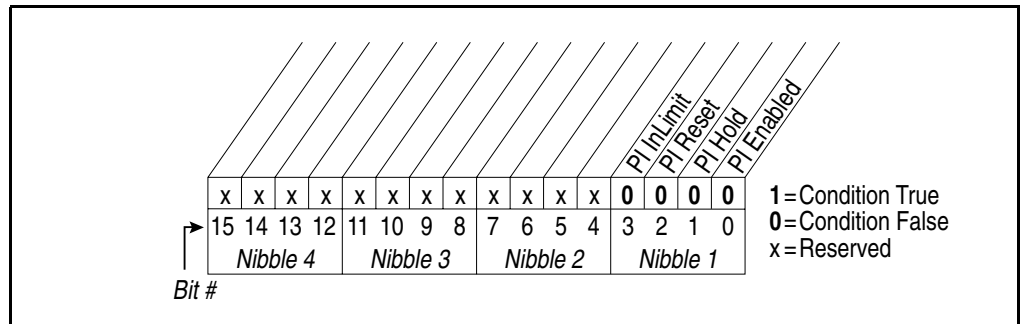 PI InLimit
PI Reset
PI Hold
PI Enabled
x x x x x x x x x x x x 0 0 0 0
15 14 13 12 11 10 9 8 7 6 5 4 3 2 1 0
Nibble 4 Nibble 3 Nibble 2 Nibble 1
Bit #
1=Condition True
0=Condition False
x=Reserved